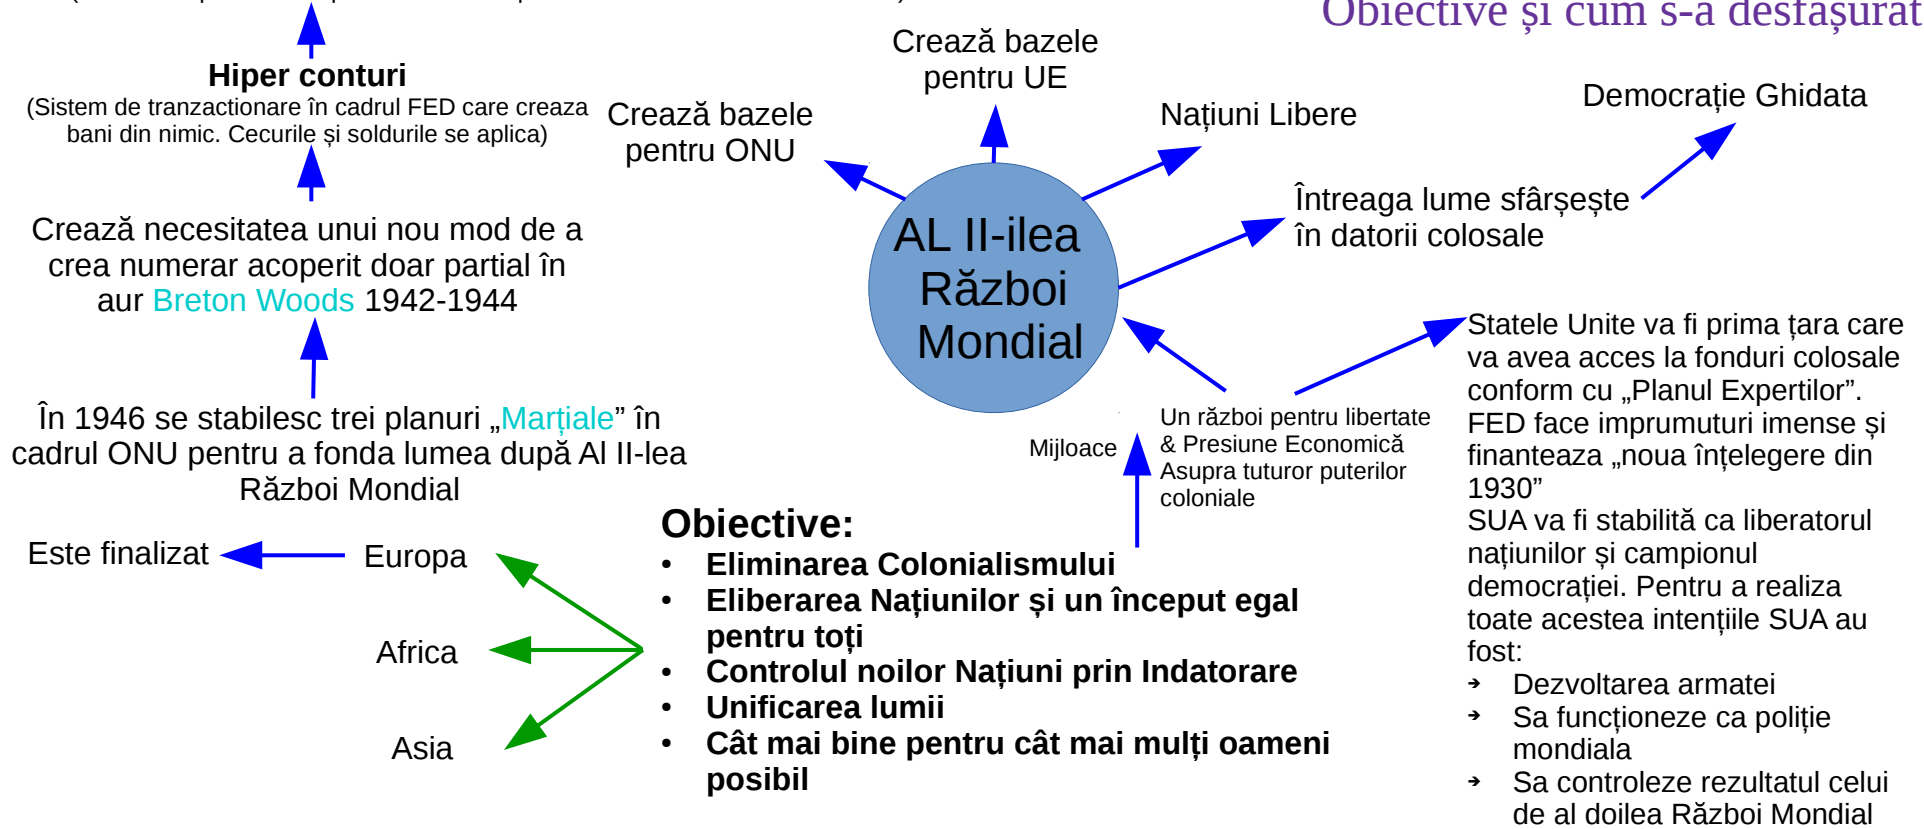 Obiective și cum s-a desfășurat
Hiper conturi
(Sistem de tranzactionare în cadrul FED care creaza
bani din nimic. Cecurile și soldurile se aplica)
Crează necesitatea unui nou mod de a
crea numerar acoperit doar partial în
aur Breton Woods 1942-1944
În 1946 se stabilesc trei planuri „Marțiale” în
cadrul ONU pentru a fonda lumea după Al II-lea
Război Mondial
Este finalizat
Europa
Africa
Asia
Crează bazele
pentru ONU
Crează bazele
pentru UE
Națiuni Libere
Democrație Ghidata
Întreaga lume sfârșește
în datorii colosale
AL II-ilea
Război
Mondial
Mijloace
Un război pentru libertate
& Presiune Economică
Asupra tuturor puterilor
coloniale
Obiective:
• Eliminarea Colonialismului
• Eliberarea Națiunilor și un început egal
pentru toți
• Controlul noilor Națiuni prin Indatorare
• Unificarea lumii
• Cât mai bine pentru cât mai mulți oameni
posibil
Statele Unite va fi prima țara care
va avea acces la fonduri colosale
conform cu „Planul Expertilor”.
FED face imprumuturi imense și
finanteaza „noua înțelegere din
1930”
SUA va fi stabilită ca liberatorul
națiunilor și campionul
democrației. Pentru a realiza
toate acestea intențiile SUA au
fost:
➔ Dezvoltarea armatei
➔ Sa funcționeze ca poliție
mondiala
➔ Sa controleze rezultatul celui
de al doilea Război Mondial